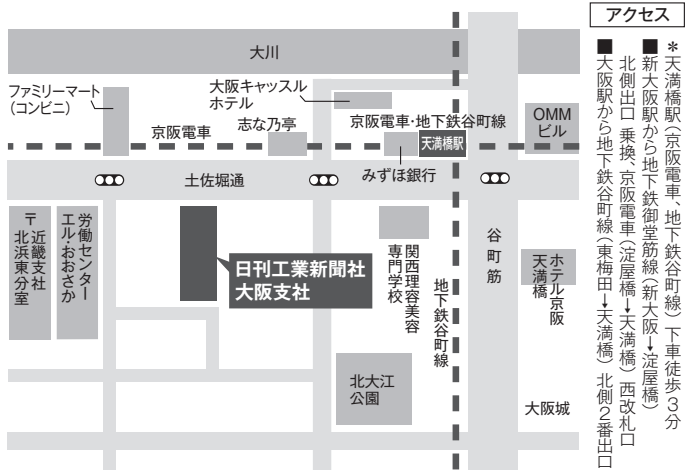 アクセス
＊天満橋駅（京阪電車、地下鉄谷町線）下車徒歩3分
■新大阪駅から地下鉄御堂筋線（新大阪→淀屋橋）
北側出口 乗換、京阪電車（淀屋橋→天満橋）西改札口
■大阪駅から地下鉄谷町線（東梅田→天満橋）北側2番出口
大川
ファミリーマート
（コンビニ）
大阪キャッスル
ホテル
京阪電車
志な乃亭
京阪電車・地下鉄谷町線
天満橋駅
OMM
ビル
みずほ銀行
土佐堀通
〒近畿支社
北浜東分室
労働センター
エル・おおさか
日刊工業新聞社
大阪支社
関西理容美容
専門学校
地下鉄谷町線
谷町筋
ホテル京阪
天満橋
北大江
公園
大阪城